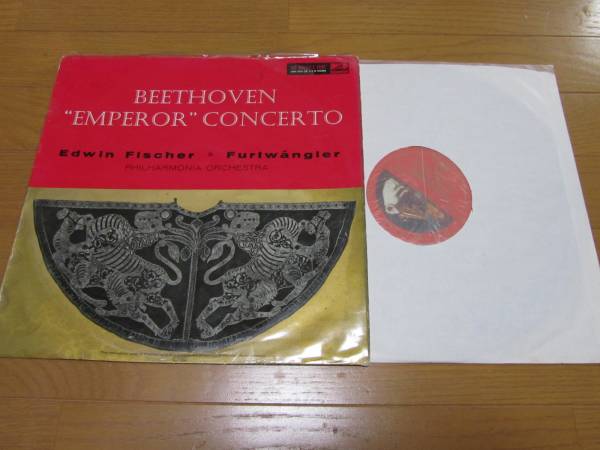 BEETHOVEN
"EMPEROR" CONCERTO
Edwin Fischer * Furtwängler
PHILHARMONIA ORCHESTRA